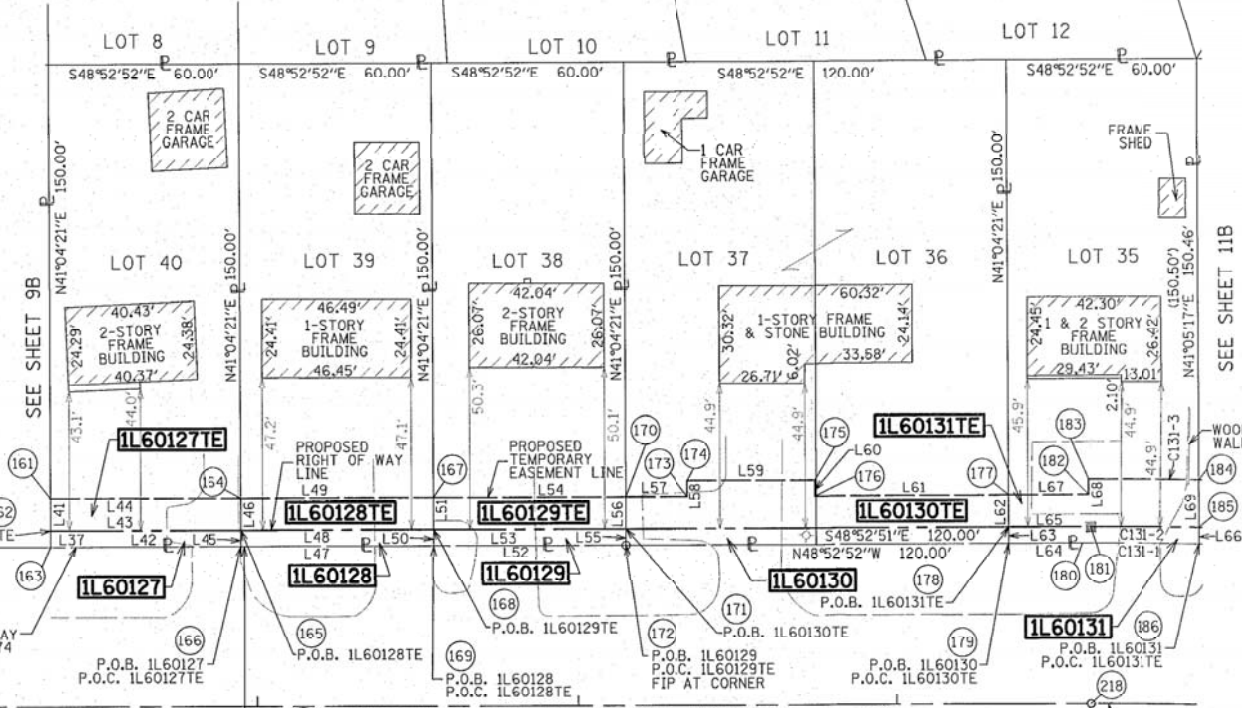 LOT 8
LOT 9
LOT 10
LOT 11
LOT 12
S48°52'52"E 60.00'
S48°52'52"E 60.00'
S48°52'52"E 60.00'
S48°52'52"E 120.00'
S48°52'52"E 60.00'
2 CAR
FRAME
GARAGE
2 CAR
FRAME
GARAGE
1 CAR
FRAME
GARAGE
FRAME
SHED
N41°04'21"E 150.00'
N41°04'21"E 150.00'
N41°04'21"E 150.00'
N41°04'21"E 150.00'
N41°04'21"E 150.00'
(150.50')
N41°05'17"E 150.46'
SEE SHEET 9B
SEE SHEET 11B
LOT 40
LOT 39
LOT 38
LOT 37
LOT 36
LOT 35
40.43'
24.29'
2-STORY
FRAME
BUILDING
24.38'
40.37'
46.49'
24.41'
1-STORY
FRAME
BUILDING
24.41'
46.45'
42.04'
26.07'
2-STORY
FRAME
BUILDING
26.07'
42.04'
60.32'
30.32'
1-STORY FRAME
& STONE BUILDING
24.14'
6.02'
33.58'
26.71'
42.30'
24.45'
1 & 2 STORY
FRAME
BUILDING
26.42'
29.43'
13.01'
2.10'
43.1'
44.0'
47.2'
47.1'
50.3'
50.1'
44.9'
44.9'
45.9'
44.9'
44.9'
1L60127TE
PROPOSED
RIGHT OF WAY
LINE
PROPOSED
TEMPORARY
EASEMENT LINE
1L60131TE
C131-3
WOO
WALL
161
164
167
170
173
174
175
176
177
182
183
184
185
62
TE
L41
L44
L43
L46
L49
1L60128TE
L51
L54
1L60129TE
L56
L57
L58
L59
L60
L61
1L60130TE
L62
L67
L68
L69
L65
L37
L42
L45
L48
L47
L50
L53
L52
L55
S48°52'51"E 120.00'
N48°52'52"W 120.00'
L63
L64
C131-2
C131-1
L66
163
1L60127
1L60128
1L60129
1L60130
178
P.O.B. 1L60131TE
180
181
168
P.O.B. 1L60129TE
171
P.O.B. 1L60130TE
1L60131
186
AY
74
166
P.O.B. 1L60127
P.O.C. 1L60127TE
165
P.O.B. 1L60128TE
169
P.O.B. 1L60128
P.O.C. 1L60128TE
172
P.O.B. 1L60129
P.O.C. 1L60129TE
FIP AT CORNER
179
P.O.B. 1L60130
P.O.C. 1L60130TE
P.O.B. 1L60131
P.O.C. 1L60131TE
218